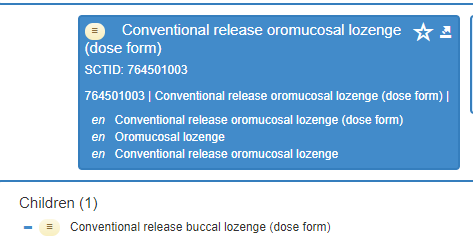 Conventional release oromucosal lozenge
(dose form)
SCTID: 764501003
764501003 | Conventional release oromucosal lozenge (dose form) |
en Conventional release oromucosal lozenge (dose form)
en Oromucosal lozenge
en Conventional release oromucosal lozenge
Children (1)
Conventional release buccal lozenge (dose form)